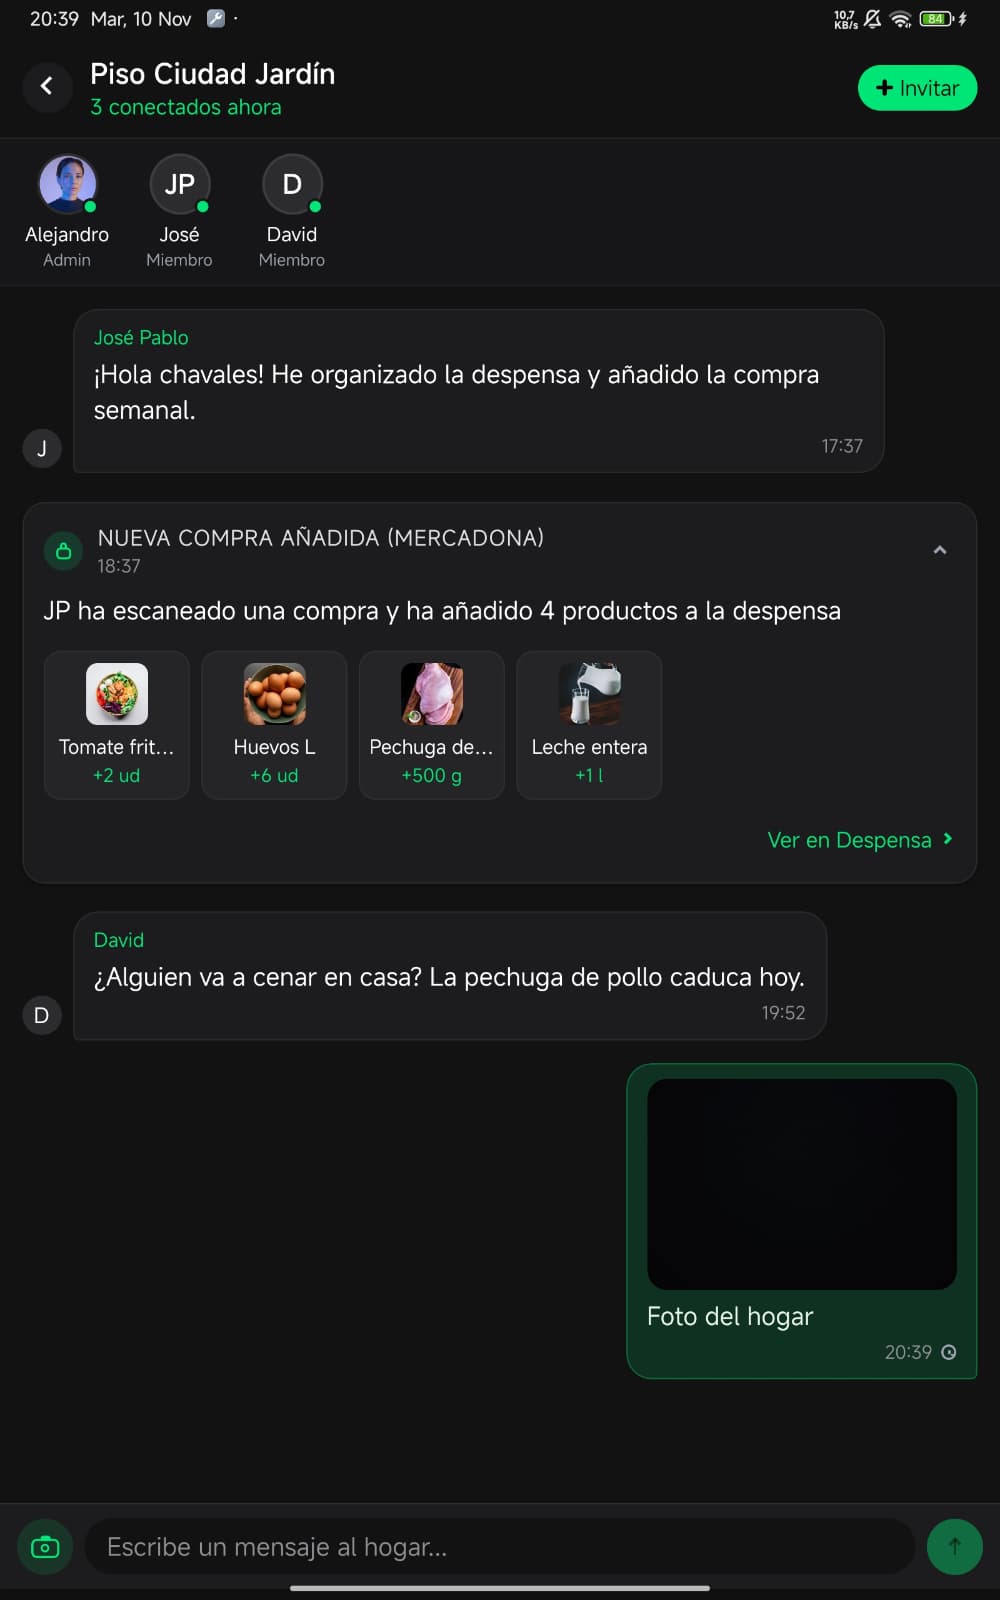 20:39 Mar, 10 Nov
10,7 KB/s
84
Piso Ciudad Jardín
3 conectados ahora
+ Invitar
JP
D
Alejandro
José
David
Admin
Miembro
Miembro
José Pablo
¡Hola chavales! He organizado la despensa y añadido la compra
semanal.
17:37
J
NUEVA COMPRA AÑADIDA (MERCADONA)
18:37
JP ha escaneado una compra y ha añadido 4 productos a la despensa
Tomate frit...
Huevos L
Pechuga de...
Leche entera
+2 ud
+6 ud
+500 g
+1 l
Ver en Despensa
David
¿Alguien va a cenar en casa? La pechuga de pollo caduca hoy.
19:52
D
Foto del hogar
20:39
Escribe un mensaje al hogar...